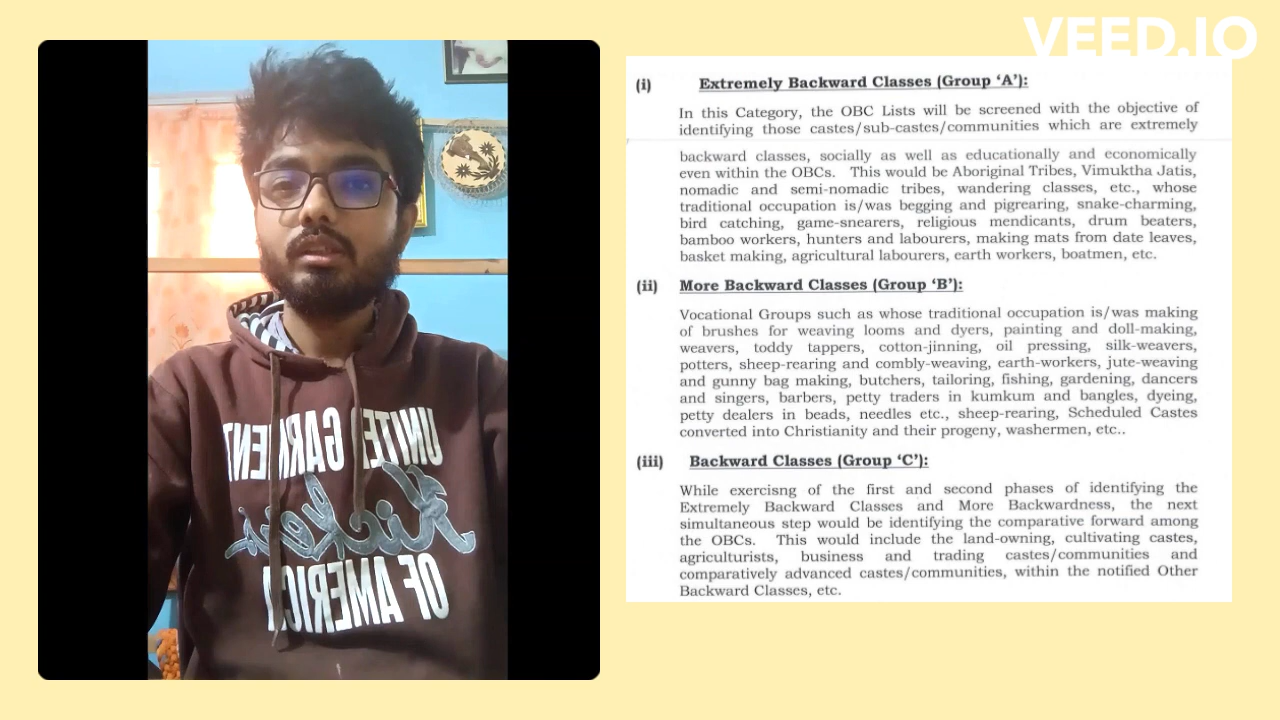 VEED.IO
UNITED GARMENT
Kickers
OF AMERICA
(i) Extremely Backward Classes (Group ‘A’):
In this Category, the OBC Lists will be screened with the objective of
identifying those castes/sub-castes/communities which are extremely
backward classes, socially as well as educationally and economically
even within the OBCs. This would be Aboriginal Tribes, Vimuktha Jatis,
nomadic and semi-nomadic tribes, wandering classes, etc., whose
traditional occupation is/was begging and pigrearing, snake-charming,
bird catching, game-snearers, religious mendicants, drum beaters,
bamboo workers, hunters and labourers, making mats from date leaves,
basket making, agricultural labourers, earth workers, boatmen, etc.
(ii) More Backward Classes (Group ‘B’):
Vocational Groups such as whose traditional occupation is/was making
of brushes for weaving looms and dyers, painting and doll-making,
weavers, toddy tappers, cotton-jinning, oil pressing, silk-weavers,
potters, sheep-rearing and combly-weaving, earth-workers, jute-weaving
and gunny bag making, butchers, tailoring, fishing, gardening, dancers
and singers, barbers, petty traders in kumkum and bangles, dyeing,
petty dealers in beads, needles etc., sheep-rearing, Scheduled Castes
converted into Christianity and their progeny, washermen, etc..
(iii) Backward Classes (Group ‘C’):
While exercisng of the first and second phases of identifying the
Extremely Backward Classes and More Backwardness, the next
simultaneous step would be identifying the comparative forward among
the OBCs. This would include the land-owning, cultivating castes,
agriculturists, business and trading castes/communities and
comparatively advanced castes/communities, within the notified Other
Backward Classes, etc.